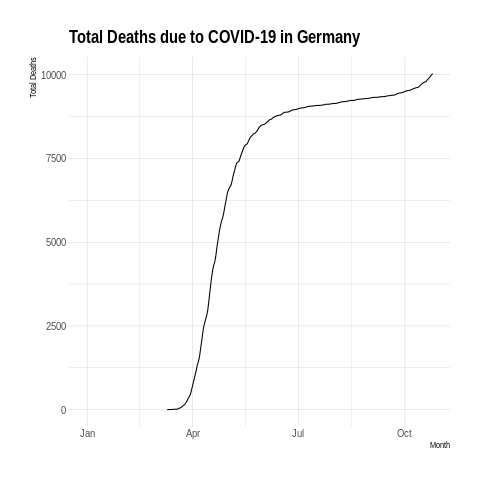 Total Deaths due to COVID-19 in Germany
Total Deaths
10000
7500
5000
2500
0
Jan Apr Jul Oct
Month